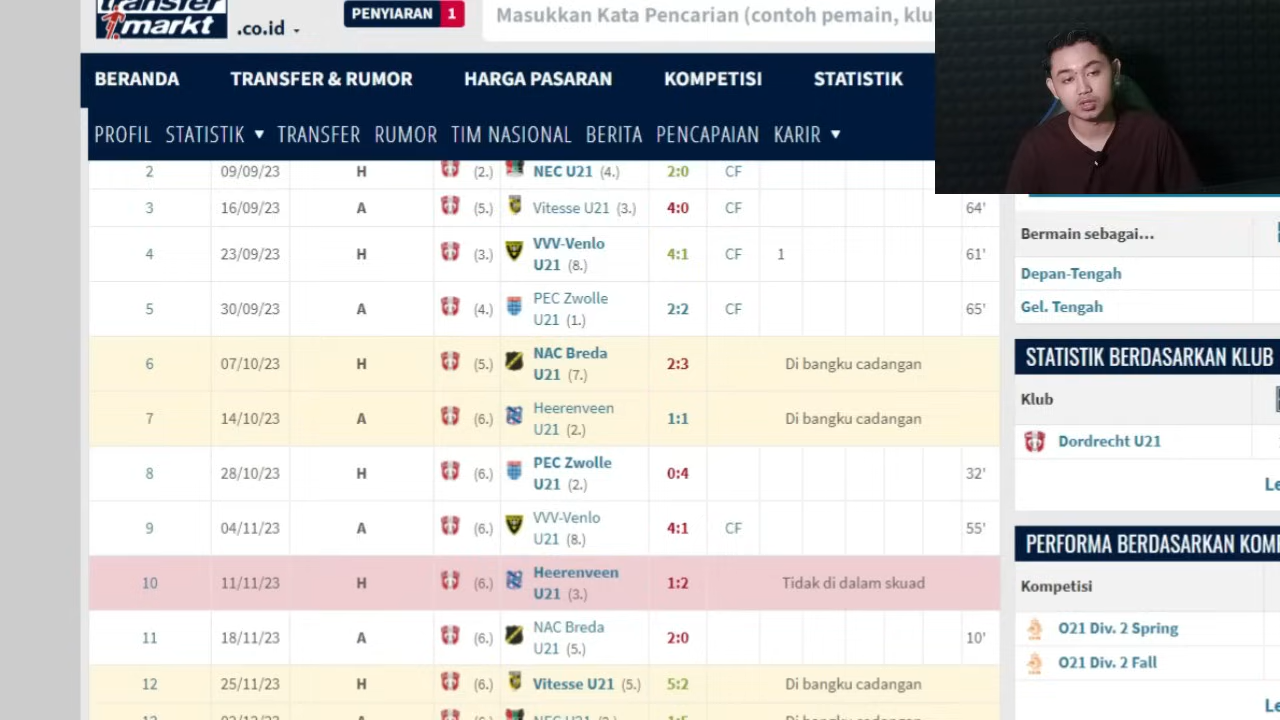 transfer
markt .co.id
PENYIARAN 1
Masukkan Kata Pencarian (contoh pemain, klu
BERANDA TRANSFER & RUMOR HARGA PASARAN KOMPETISI STATISTIK
PROFIL STATISTIK TRANSFER RUMOR TIM NASIONAL BERITA PENCAPAIAN KARIR
2 09/09/23 H (2.) NEC U21 (4.) 2:0 CF
3 16/09/23 A (5.) Vitesse U21 (3.) 4:0 CF 64'
4 23/09/23 H (3.) VVV-Venlo
U21 (8.) 4:1 CF 1 61'
5 30/09/23 A (4.) PEC Zwolle
U21 (1.) 2:2 CF 65'
6 07/10/23 H (5.) NAC Breda
U21 (7.) 2:3 Di bangku cadangan
7 14/10/23 A (6.) Heerenveen
U21 (2.) 1:1 Di bangku cadangan
8 28/10/23 H (6.) PEC Zwolle
U21 (2.) 0:4 32'
9 04/11/23 A (6.) VVV-Venlo
U21 (8.) 4:1 CF 55'
10 11/11/23 H (6.) Heerenveen
U21 (3.) 1:2 Tidak di dalam skuad
11 18/11/23 A (6.) NAC Breda
U21 (5.) 2:0 10'
12 25/11/23 H (6.) Vitesse U21 (5.) 5:2 Di bangku cadangan
Bermain sebagai...
Depan-Tengah
Gel. Tengah
STATISTIK BERDASARKAN KLUB
Klub
Dordrecht U21
Le
PERFORMA BERDASARKAN KOM
Kompetisi
O21 Div. 2 Spring
O21 Div. 2 Fall
Le